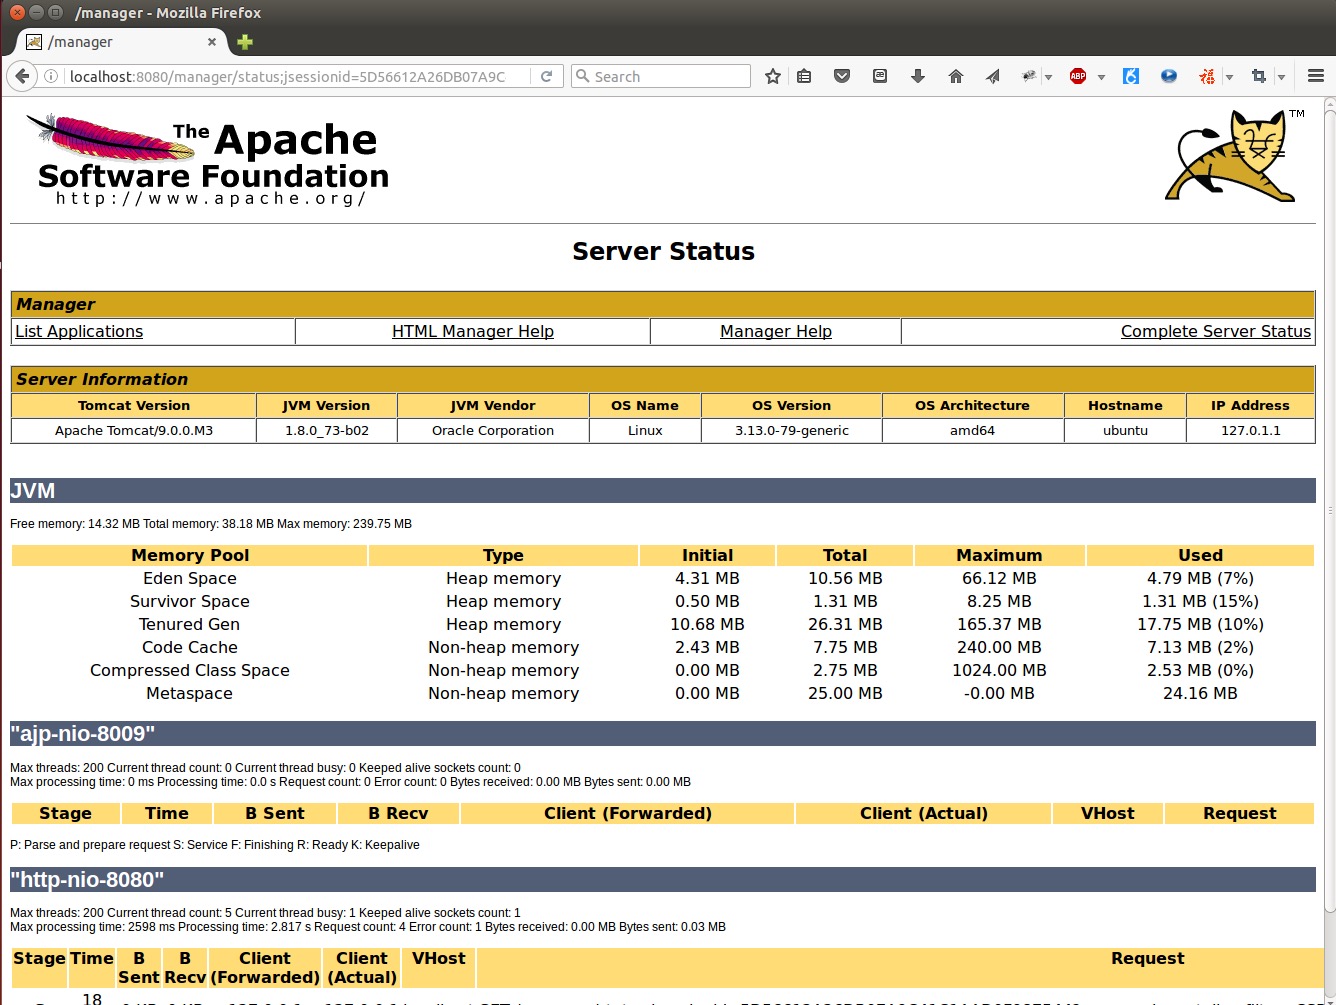 /manager - Mozilla Firefox
/manager
localhost:8080/manager/status;jsessionid=5D56612A26DB07A9C
Search
ABP
The Apache
Software Foundation
http://www.apache.org/
TM
Server Status
Manager
List Applications HTML Manager Help Manager Help Complete Server Status
Server Information
Tomcat Version JVM Version JVM Vendor OS Name OS Version OS Architecture Hostname IP Address
Apache Tomcat/9.0.0.M3 1.8.0_73-b02 Oracle Corporation Linux 3.13.0-79-generic amd64 ubuntu 127.0.1.1
JVM
Free memory: 14.32 MB Total memory: 38.18 MB Max memory: 239.75 MB
Memory Pool Type Initial Total Maximum Used
Eden Space Heap memory 4.31 MB 10.56 MB 66.12 MB 4.79 MB (7%)
Survivor Space Heap memory 0.50 MB 1.31 MB 8.25 MB 1.31 MB (15%)
Tenured Gen Heap memory 10.68 MB 26.31 MB 165.37 MB 17.75 MB (10%)
Code Cache Non-heap memory 2.43 MB 7.75 MB 240.00 MB 7.13 MB (2%)
Compressed Class Space Non-heap memory 0.00 MB 2.75 MB 1024.00 MB 2.53 MB (0%)
Metaspace Non-heap memory 0.00 MB 25.00 MB -0.00 MB 24.16 MB
"ajp-nio-8009"
Max threads: 200 Current thread count: 0 Current thread busy: 0 Keeped alive sockets count: 0
Max processing time: 0 ms Processing time: 0.0 s Request count: 0 Error count: 0 Bytes received: 0.00 MB Bytes sent: 0.00 MB
Stage Time B Sent B Recv Client (Forwarded) Client (Actual) VHost Request
P: Parse and prepare request S: Service F: Finishing R: Ready K: Keepalive
"http-nio-8080"
Max threads: 200 Current thread count: 5 Current thread busy: 1 Keeped alive sockets count: 1
Max processing time: 2598 ms Processing time: 2.817 s Request count: 4 Error count: 1 Bytes received: 0.00 MB Bytes sent: 0.03 MB
Stage Time B Sent B Recv Client (Forwarded) Client (Actual) VHost Request
18